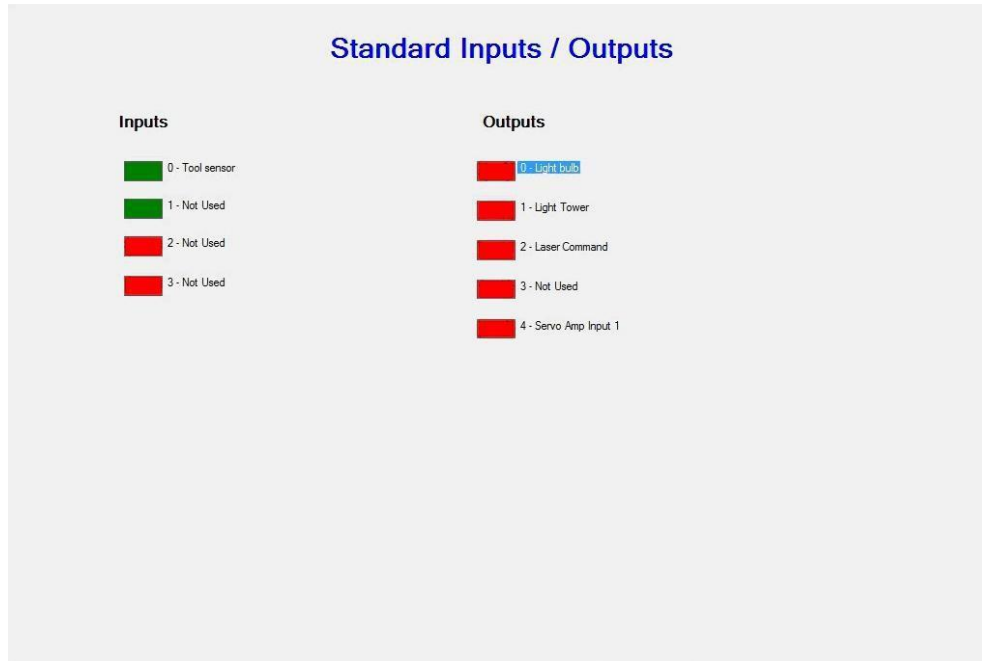 Standard Inputs / Outputs
Inputs
0 - Tool sensor
1 - Not Used
2 - Not Used
3 - Not Used
Outputs
0 - Light bulb
1 - Light Tower
2 - Laser Command
3 - Not Used
4 - Servo Amp Input 1